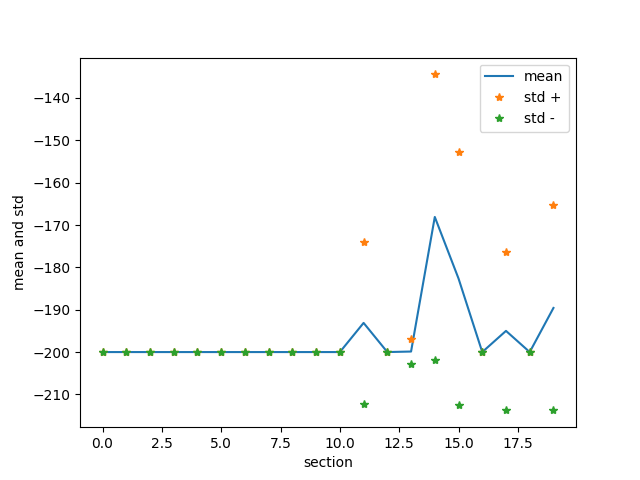 mean
std +
std -
−140
−150
−160
−170
−180
−190
−200
−210
mean and std
0.0 2.5 5.0 7.5 10.0 12.5 15.0 17.5
section